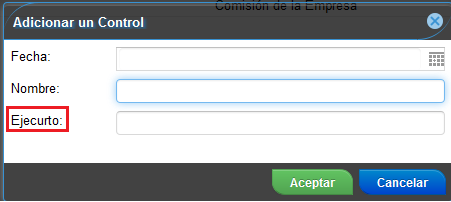 Comisión de la Empresa
Adicionar un Control
Fecha:
Nombre:
Ejecurto:
Aceptar
Cancelar